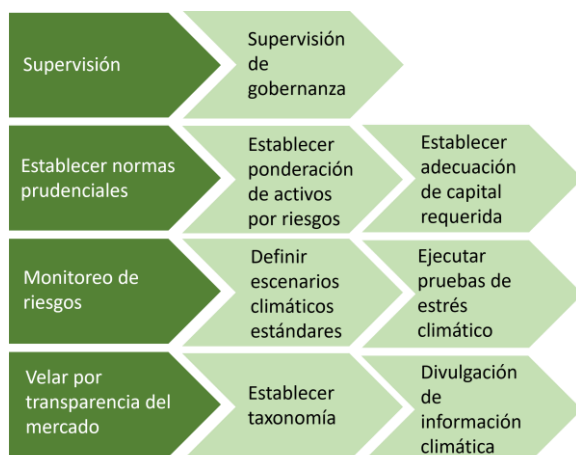 Supervisión
Supervisión
de
gobernanza
Establecer normas
prudenciales
Establecer
ponderación
de activos
por riesgos
Establecer
adecuación
de capital
requerida
Monitoreo de
riesgos
Definir
escenarios
climáticos
estándares
Ejecutar
pruebas de
estrés
climático
Velar por
transparencia del
mercado
Establecer
taxonomía
Divulgación
de
información
climática